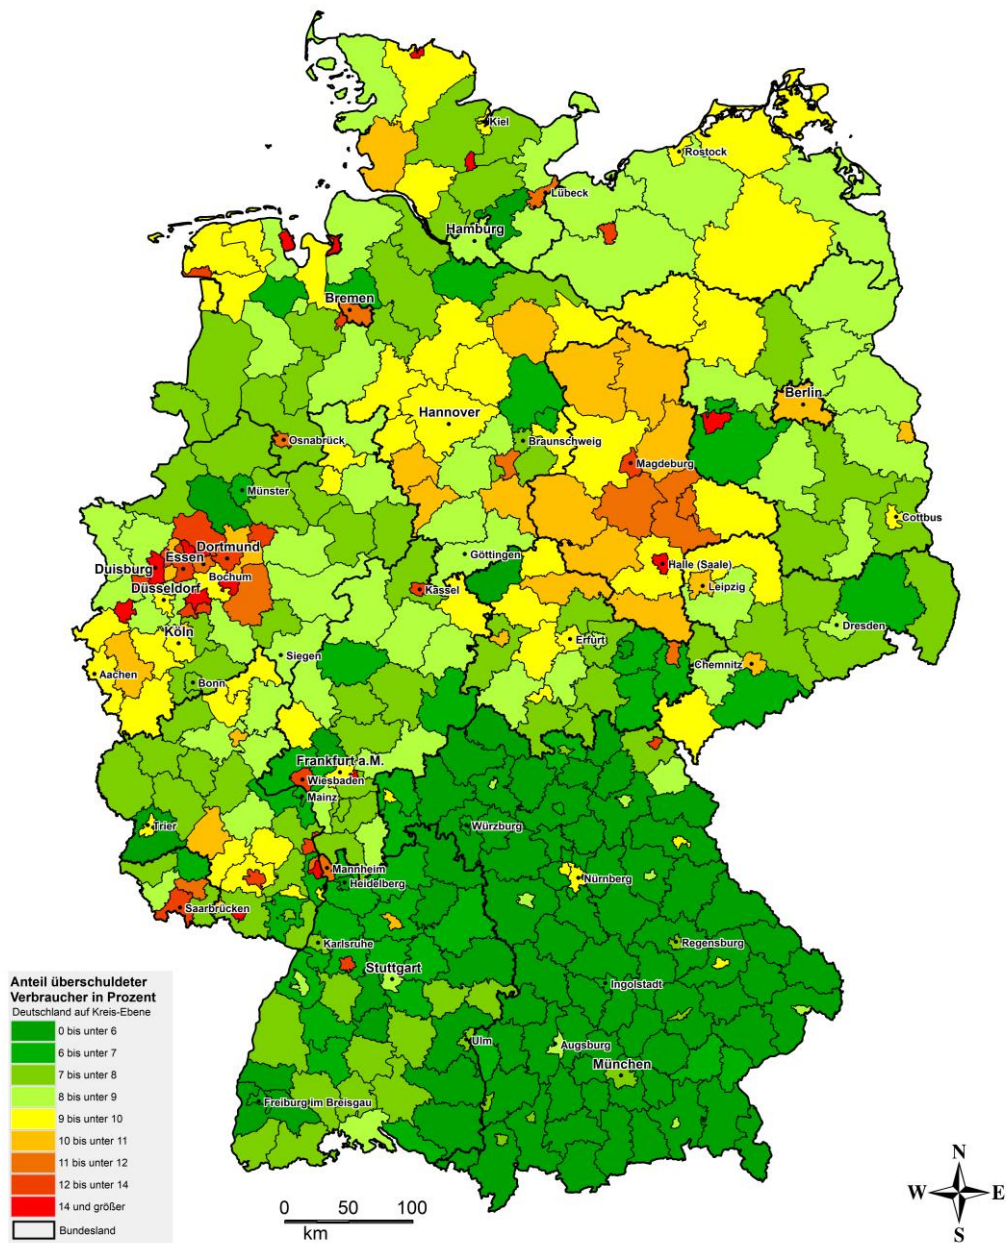 Kiel
Rostock
Lübeck
Hamburg
Bremen
Berlin
Hannover
Osnabrück
Braunschweig
Magdeburg
Münster
Cottbus
Dortmund
Essen
Duisburg
Bochum
Göttingen
Halle (Saale)
Düsseldorf
Kassel
Leipzig
Dresden
Köln
Erfurt
Siegen
Chemnitz
Aachen
Bonn
Frankfurt a.M.
Wiesbaden
Mainz
Trier
Würzburg
Mannheim
Nürnberg
Heidelberg
Saarbrücken
Karlsruhe
Regensburg
Stuttgart
Ingolstadt
Ulm
Augsburg
München
Freiburg im Breisgau
Anteil überschuldeter
Verbraucher in Prozent
Deutschland auf Kreis-Ebene
0 bis unter 6
6 bis unter 7
7 bis unter 8
8 bis unter 9
9 bis unter 10
10 bis unter 11
11 bis unter 12
12 bis unter 14
14 und größer
Bundesland
0 50 100
km
N
W E
S